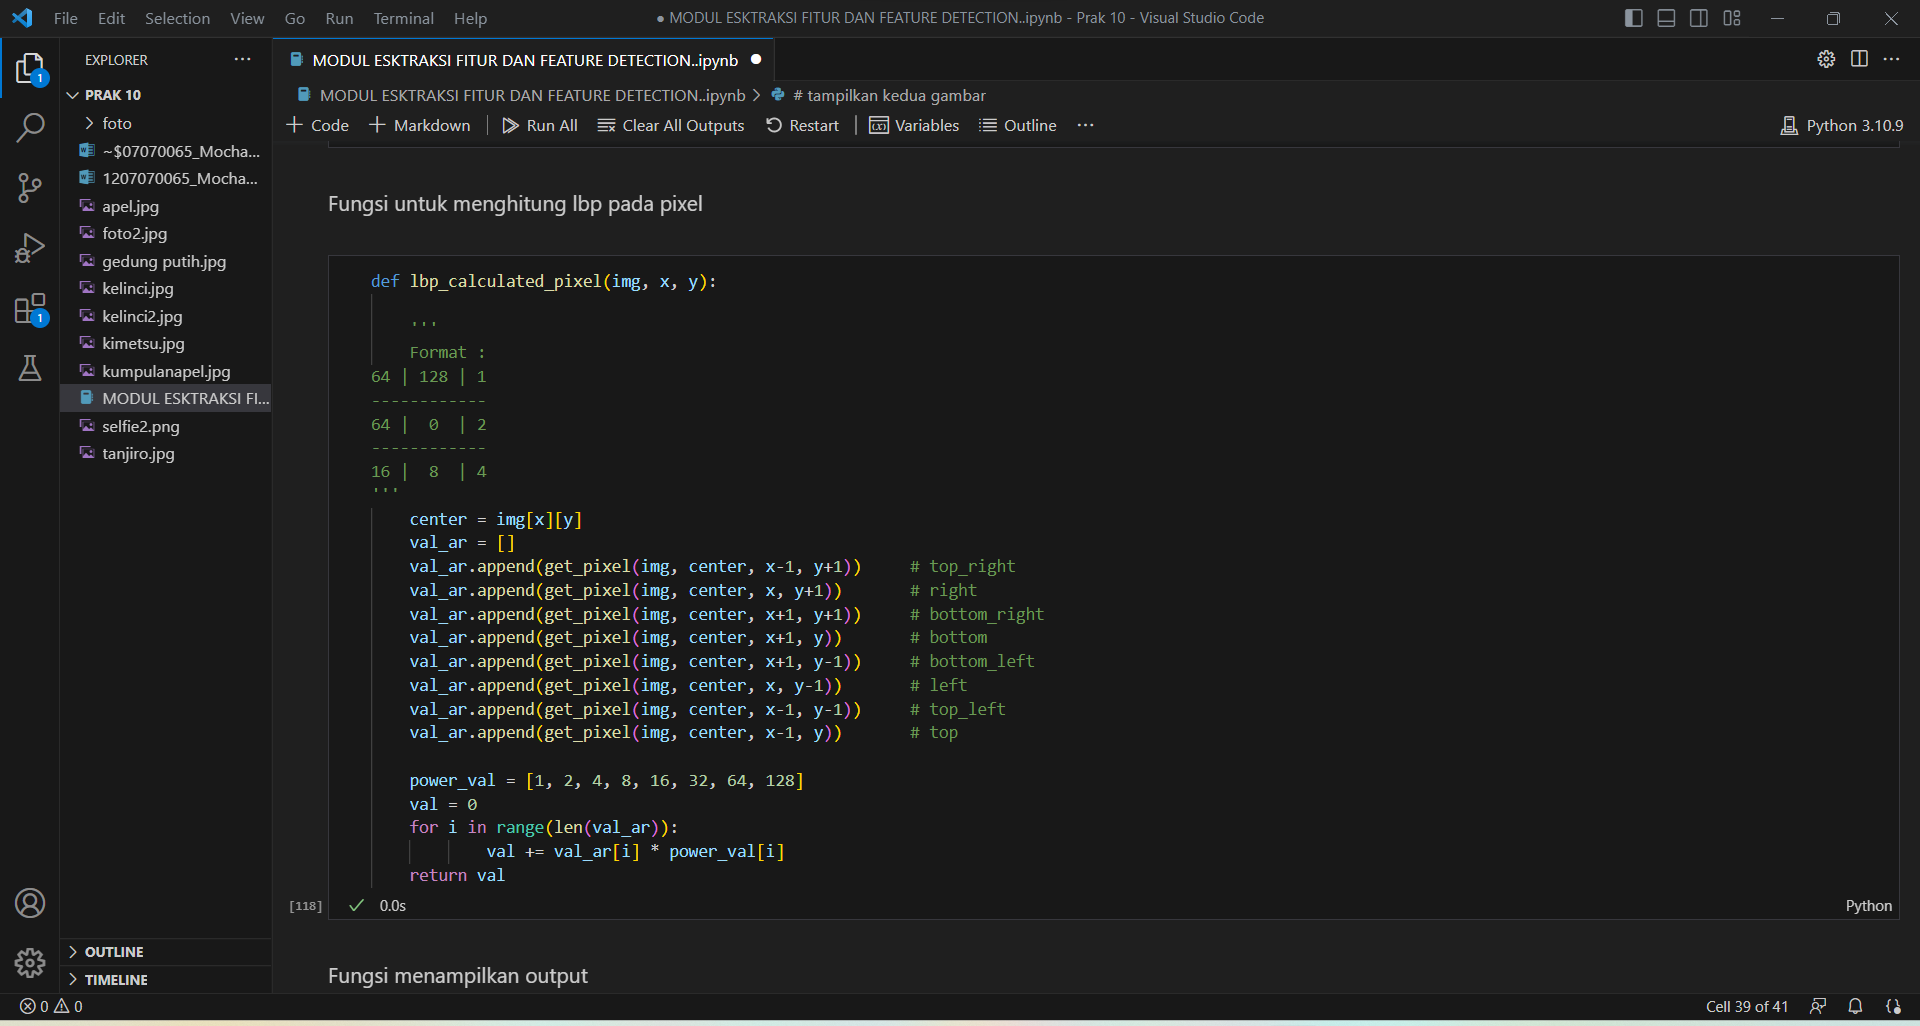 File Edit Selection View Go Run Terminal Help
● MODUL ESKTRAKSI FITUR DAN FEATURE DETECTION..ipynb - Prak 10 - Visual Studio Code
EXPLORER
PRAK 10
foto
~$07070065_Mocha...
1207070065_Mocha...
apel.jpg
foto2.jpg
gedung putih.jpg
kelinci.jpg
kelinci2.jpg
kimetsu.jpg
kumpulanapel.jpg
MODUL ESKTRAKSI FI...
selfie2.png
tanjiro.jpg
OUTLINE
TIMELINE
1
1
MODUL ESKTRAKSI FITUR DAN FEATURE DETECTION..ipynb ●
MODUL ESKTRAKSI FITUR DAN FEATURE DETECTION..ipynb > # tampilkan kedua gambar
+ Code + Markdown | Run All Clear All Outputs Restart | Variables Outline ...
Python 3.10.9
Fungsi untuk menghitung lbp pada pixel
def lbp_calculated_pixel(img, x, y):
'''
Format :
64 | 128 | 1
------------
64 |  0  | 2
------------
16 |  8  | 4
'''
center = img[x][y]
val_ar = []
val_ar.append(get_pixel(img, center, x-1, y+1))     # top_right
val_ar.append(get_pixel(img, center, x, y+1))       # right
val_ar.append(get_pixel(img, center, x+1, y+1))     # bottom_right
val_ar.append(get_pixel(img, center, x+1, y))       # bottom
val_ar.append(get_pixel(img, center, x+1, y-1))     # bottom_left
val_ar.append(get_pixel(img, center, x, y-1))       # left
val_ar.append(get_pixel(img, center, x-1, y-1))     # top_left
val_ar.append(get_pixel(img, center, x-1, y))       # top
power_val = [1, 2, 4, 8, 16, 32, 64, 128]
val = 0
for i in range(len(val_ar)):
val += val_ar[i] * power_val[i]
return val
[118] ✓ 0.0s
Python
Fungsi menampilkan output
0 0
Cell 39 of 41